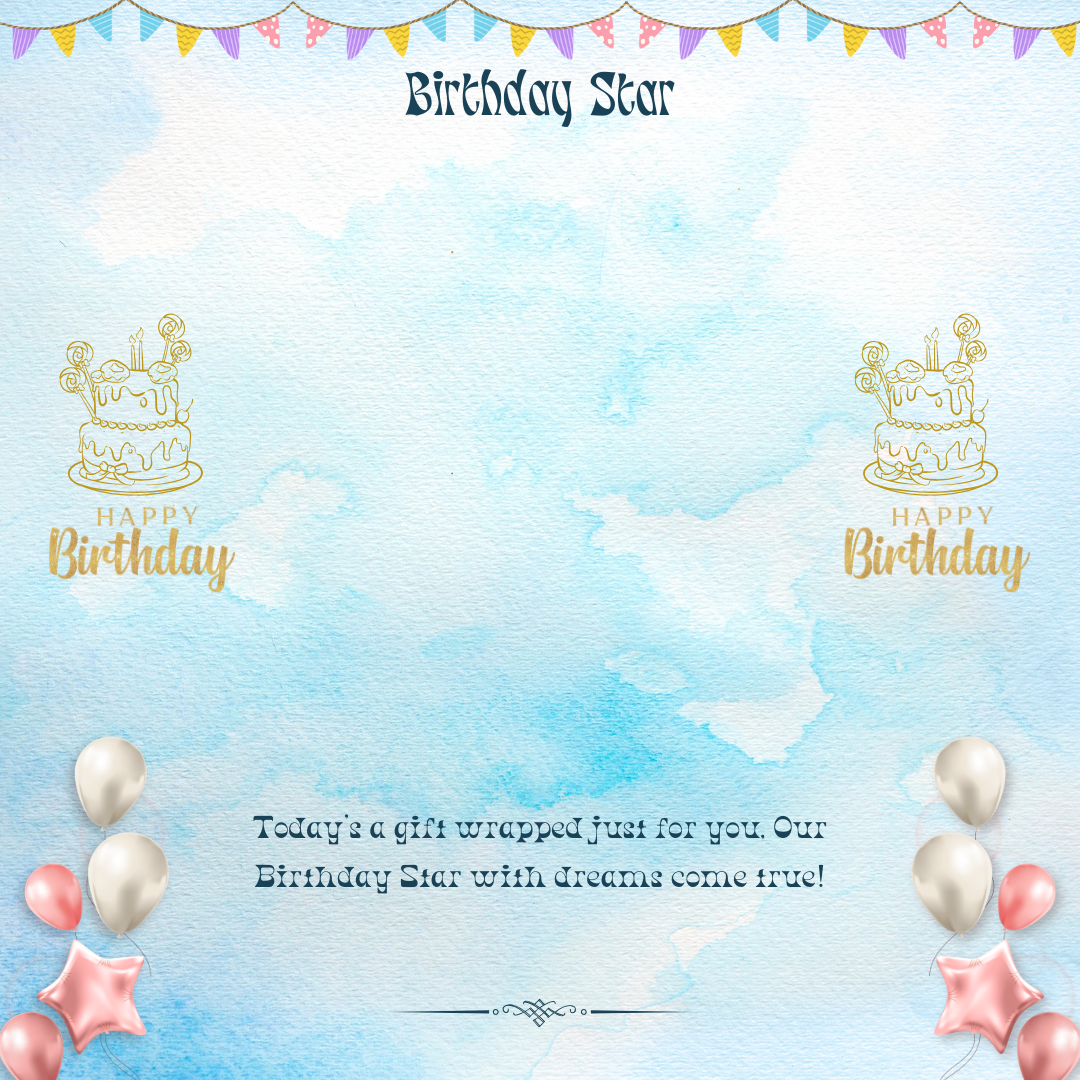 Birthday Star
HAPPY
Birthday
HAPPY
Birthday
Today's a gift wrapped just for you, Our
Birthday Star with dreams come true!